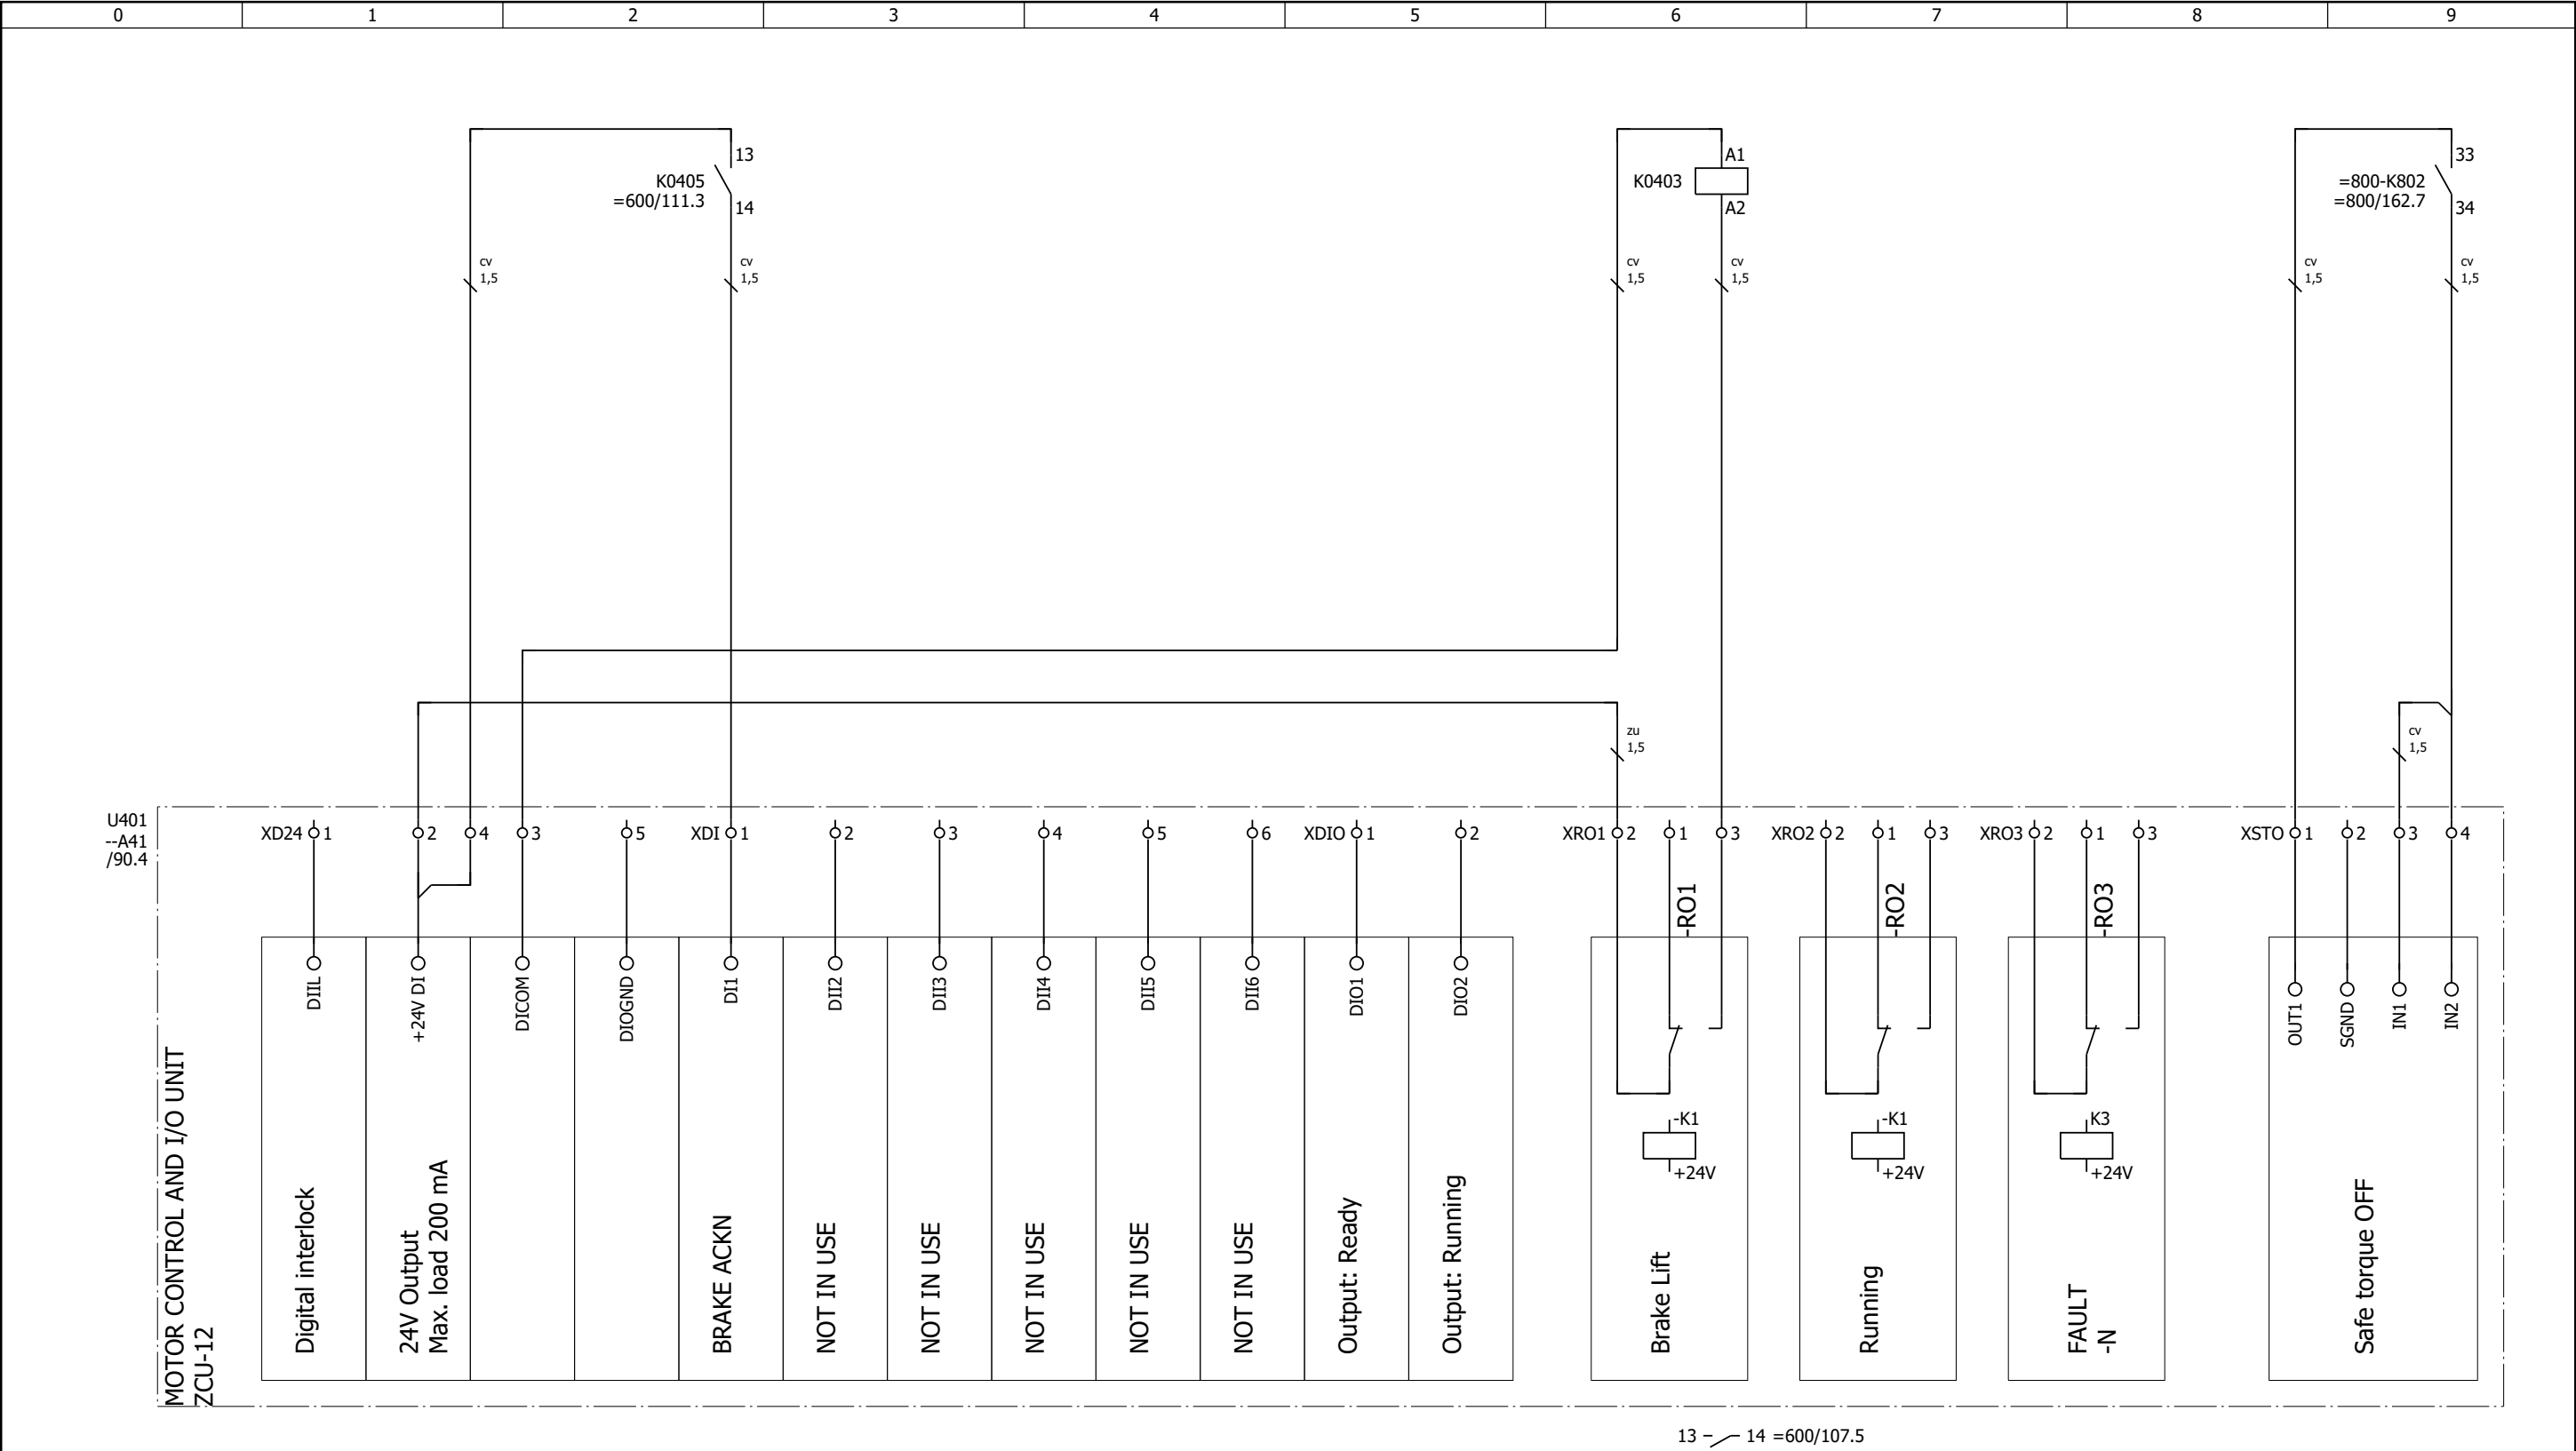 0 1 2 3 4 5 6 7 8 9
13
K0405
=600/111.3
14
cv
1,5
cv
1,5
A1
K0403
A2
cv
1,5
cv
1,5
33
=800-K802
=800/162.7
34
cv
1,5
cv
1,5
zu
1,5
cv
1,5
U401
--A41
/90.4
XD24 1 2 4 3 5 XDI 1 2 3 4 5 6 XDIO 1 2 XRO1 2 1 3 XRO2 2 1 3 XRO3 2 1 3 XSTO 1 2 3 4
-RO1
-RO2
-RO3
DIIL
+24V DI
DICOM
DIOGND
DI1
DII2
DII3
DII4
DII5
DII6
DIO1
DIO2
OUT1
SGND
IN1
IN2
-K1
+24V
-K1
+24V
K3
+24V
MOTOR CONTROL AND I/O UNIT
ZCU-12
Digital interlock
24V Output
Max. load 200 mA
BRAKE ACKN
NOT IN USE
NOT IN USE
NOT IN USE
NOT IN USE
NOT IN USE
Output: Ready
Output: Running
Brake Lift
Running
FAULT
-N
Safe torque OFF
13 14 =600/107.5